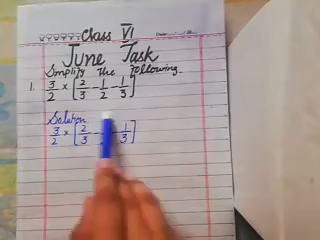 Class VI
June Task
Simplify the following.
1. 3/2 × [2/3 - 1/2 - 1/3]
Solution
3/2 × [2/3 - 1/3]